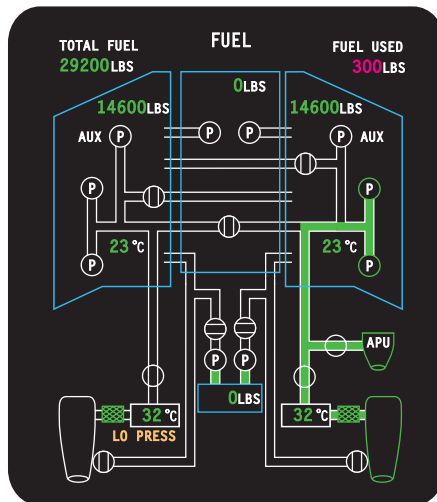 FUEL
TOTAL FUEL
29200LBS
FUEL USED
300LBS
0LBS
14600LBS
14600LBS
AUX P
P P
P AUX
P
P
23 °C
23 °C
P
P
APU
P P
0LBS
32 °C
32 °C
LO PRESS